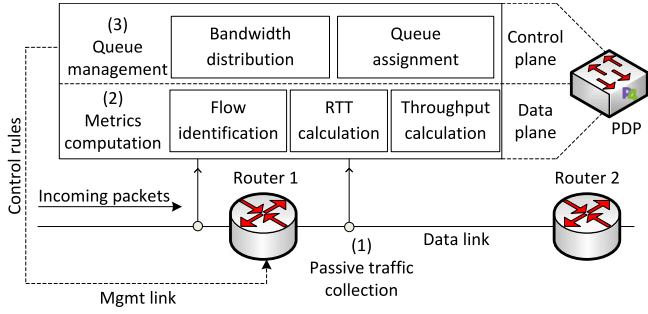 (3)
Queue
management
Bandwidth
distribution
Queue
assignment
Control
plane
(2)
Metrics
computation
Flow
identification
RTT
calculation
Throughput
calculation
Data
plane
P4
PDP
Control rules
Incoming packets
Router 1
Router 2
(1)
Passive traffic
collection
Data link
Mgmt link